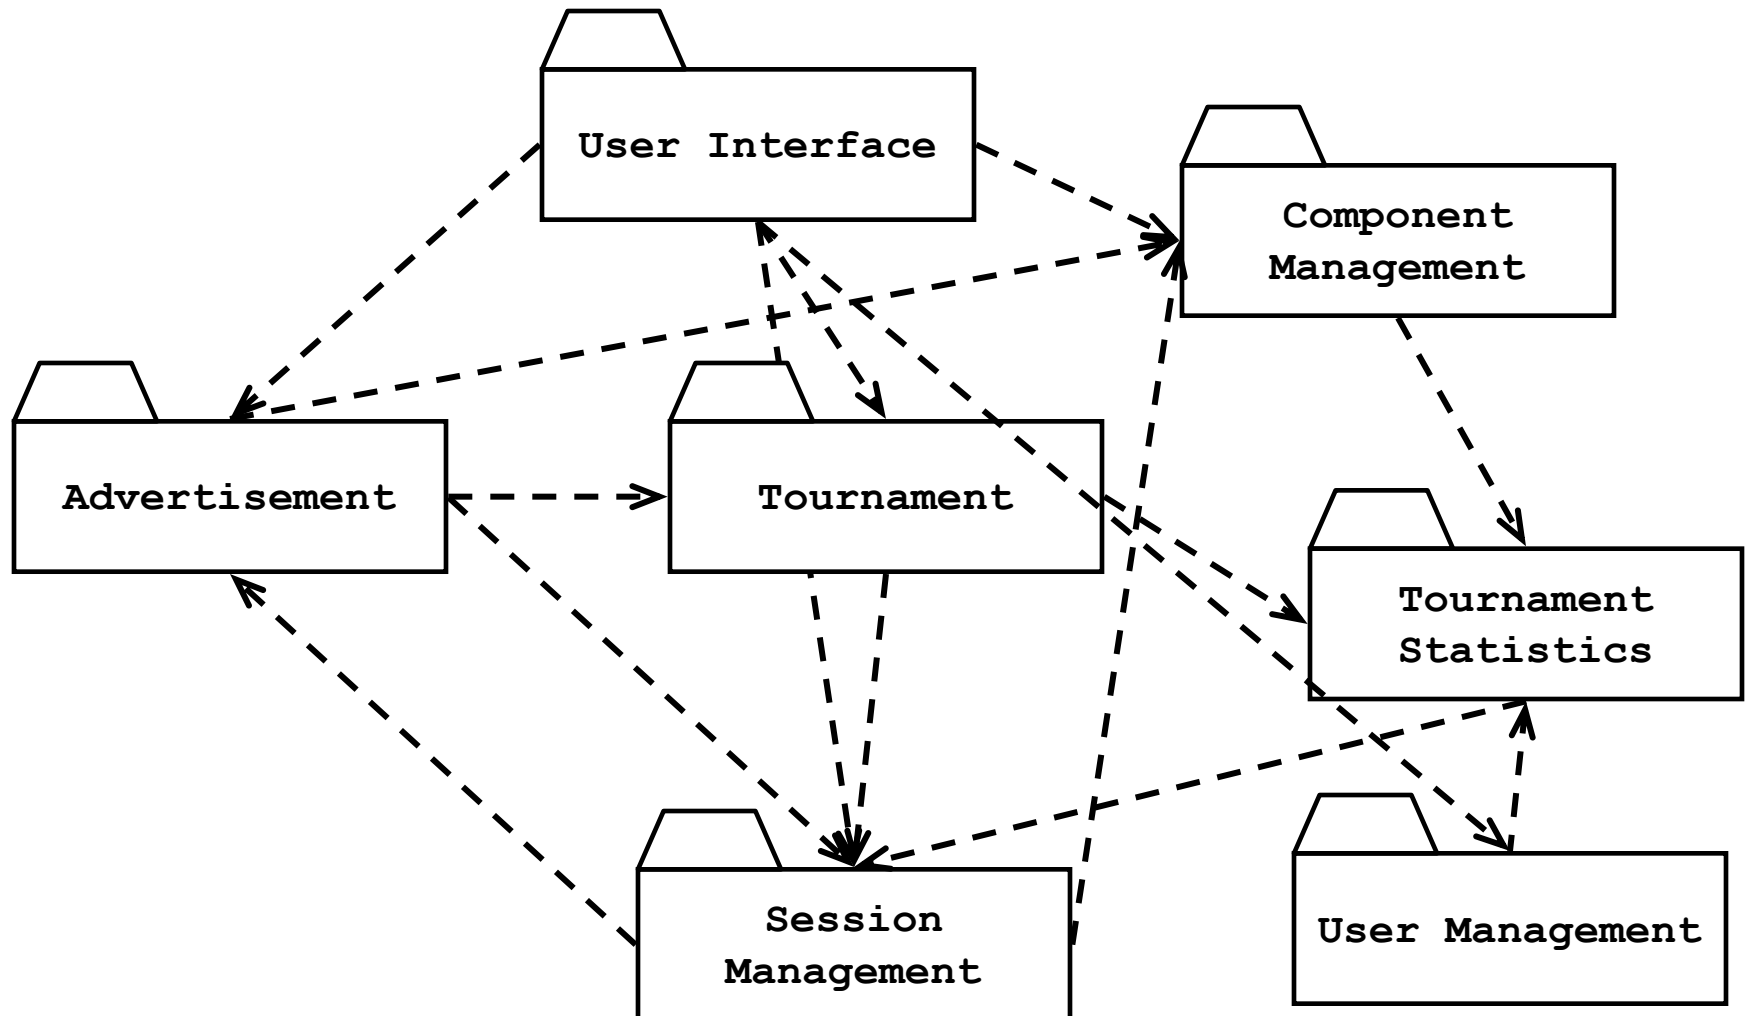 User Interface
Component
Management
Advertisement
Tournament
Tournament
Statistics
Session
Management
User Management